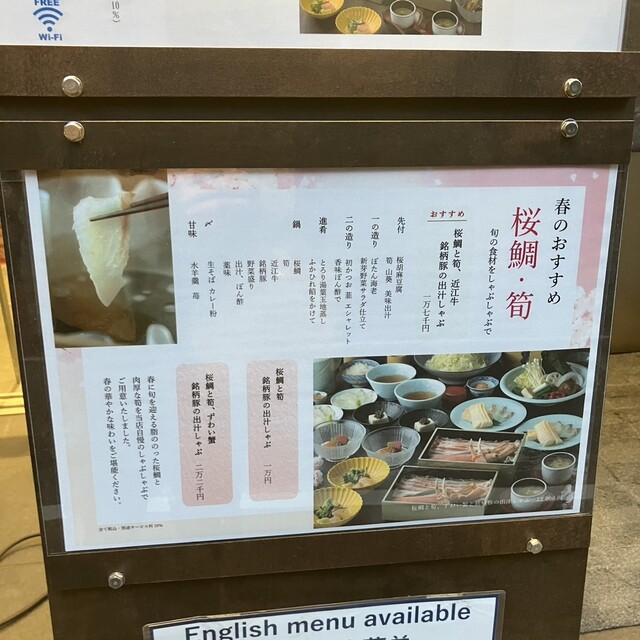 FREE
Wi-Fi
春のおすすめ
桜鯛・筍
旬の食材をしゃぶしゃぶで
おすすめ
桜鯛と筍、近江牛
銘柄豚の出汁しゃぶ
一万七千円
先付
桜胡麻豆腐
筍 山葵 美味出汁
一の造り
ぼたん海老
新芽野菜サラダ仕立て
二の造り
初かつお 韮 エシャレット
香味ぽん酢で
進肴
とろり湯葉玉地蒸し
ふかひれ餡をかけて
鍋
桜鯛
筍
近江牛
銘柄豚
野菜盛り
出汁、ぽん酢
薬味
〆
生そば カレー粉
甘味
水羊羹 苺
桜鯛と筍
銘柄豚の出汁しゃぶ
一万円
桜鯛と筍、ずわい蟹
銘柄豚の出汁しゃぶ
二万二千円
春に旬を迎える脂ののった桜鯛と
肉厚な筍を当店自慢のしゃぶしゃぶで
ご用意いたしました。
春の華やかな味わいをご堪能ください。
English menu available